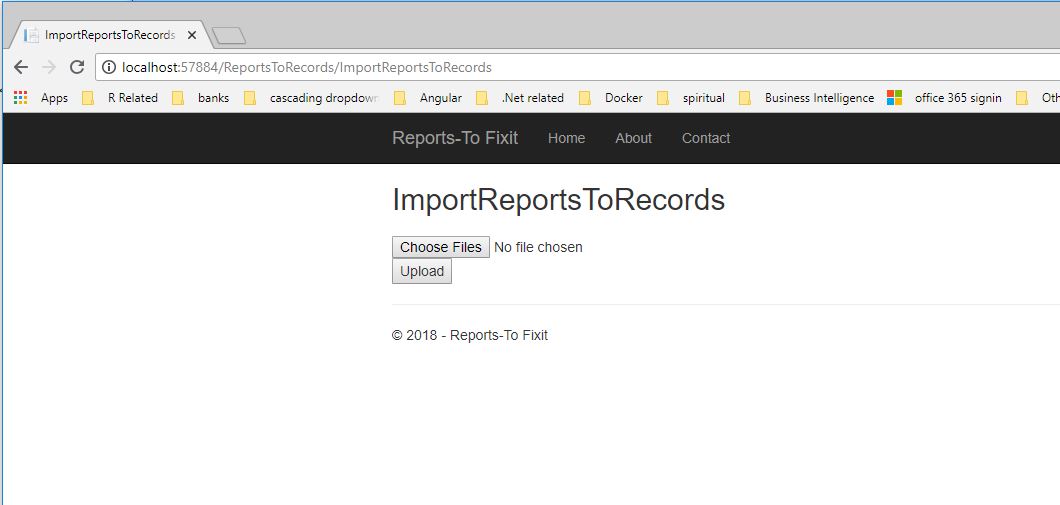 ImportReportsToRecords
localhost:57884/ReportsToRecords/ImportReportsToRecords
Apps R Related banks cascading dropdown Angular .Net related Docker spiritual Business Intelligence office 365 signin Oth
Reports-To Fixit Home About Contact
ImportReportsToRecords
Choose Files No file chosen
Upload
© 2018 - Reports-To Fixit